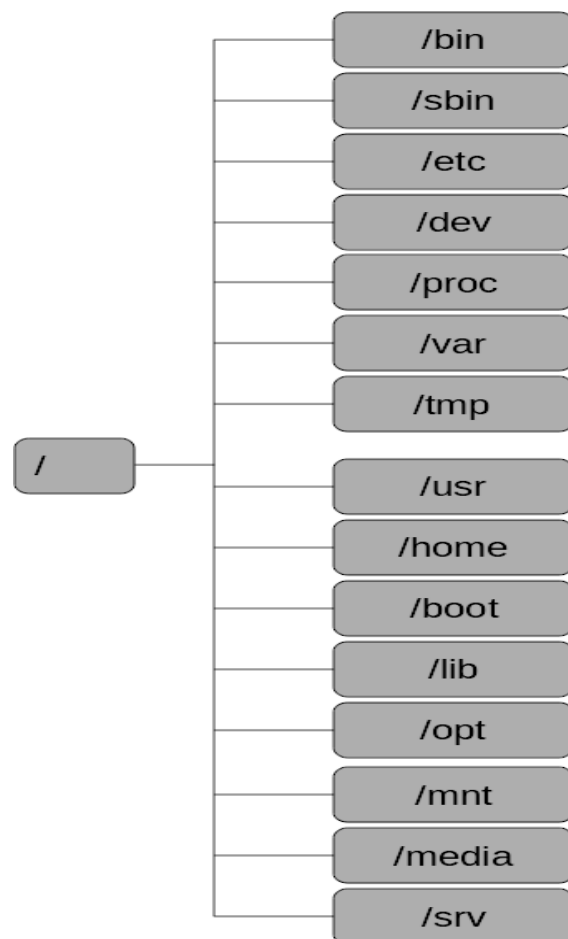 /bin
/sbin
/etc
/dev
/proc
/var
/tmp
/
/usr
/home
/boot
/lib
/opt
/mnt
/media
/srv